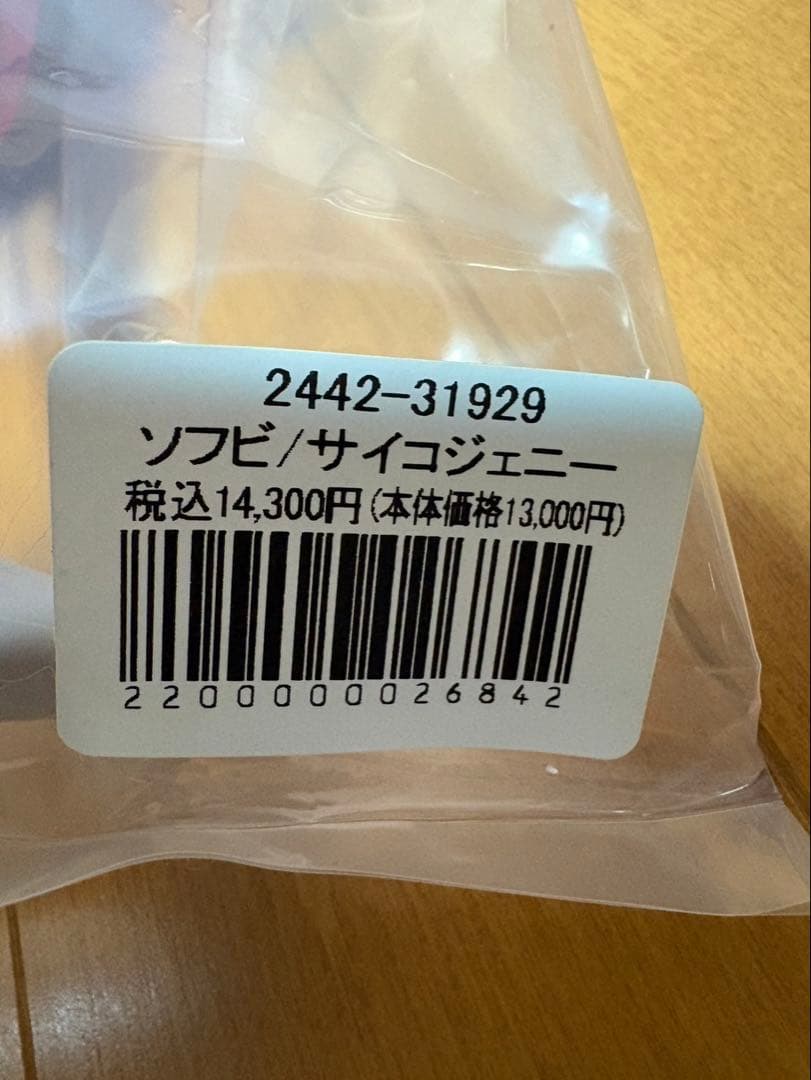 2442-31929
ソフビ/サイコジェニー
税込14,300円(本体価格13,000円)
2200000026842